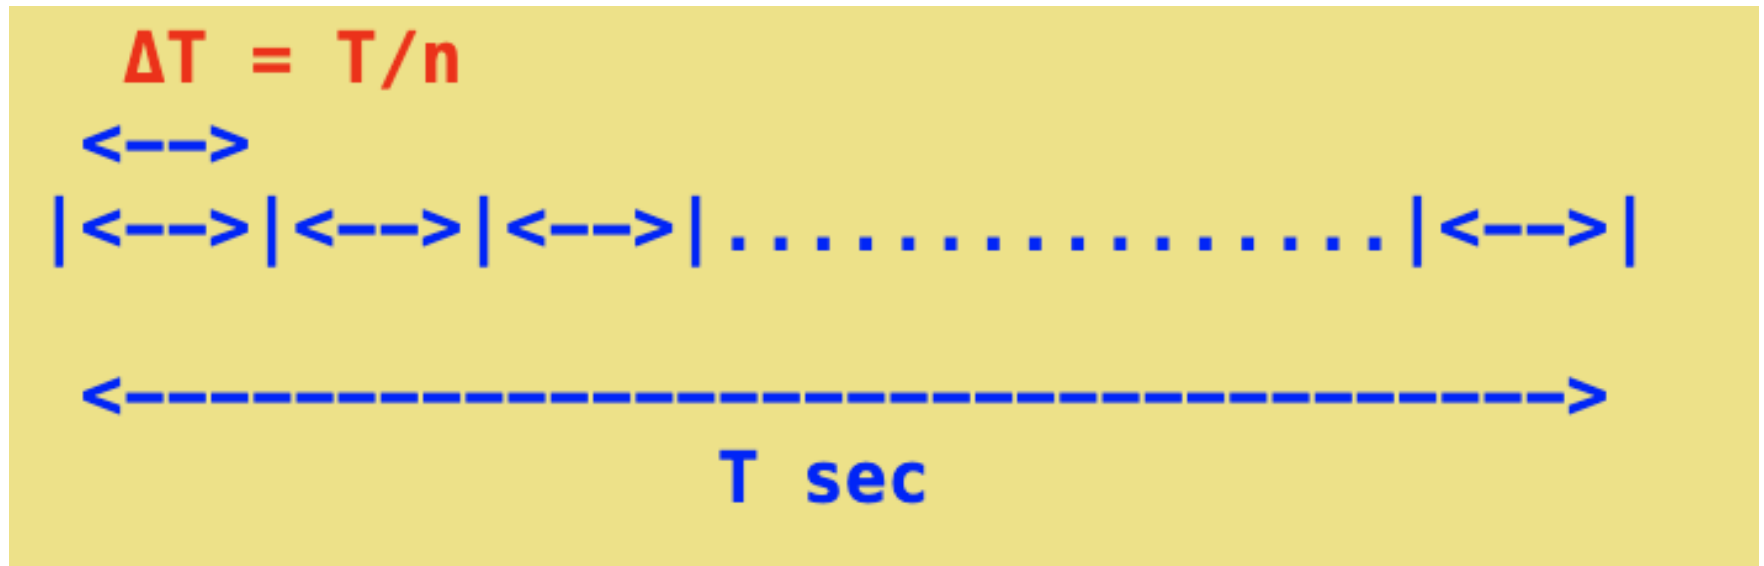 ΔT = T/n
<-->
|<-->|<-->|<-->|................|<-->|
<---------------------------------->
T sec